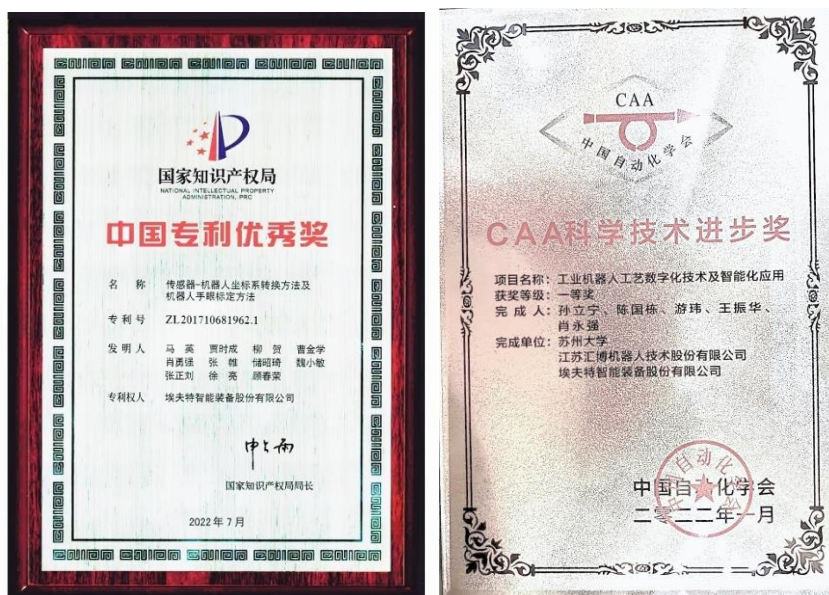 国家知识产权局
NATIONAL INTELLECTUAL PROPERTY
ADMINISTRATION, PRC
中国专利优秀奖
名 称 传感器-机器人坐标系转换方法及
机器人手眼标定方法
专利号 ZL201710681962.1
发明人 马 英 贾时成 柳 贺 曹金学
肖勇强 张 帷 储昭琦 魏小敏
张正刘 徐 亮 顾春荣
专利权人 埃夫特智能装备股份有限公司
国家知识产权局局长
2022年7月
CAA
中国自动化学会
CAA科学技术进步奖
项目名称：工业机器人工艺数字化技术及智能化应用
获奖等级：一等奖
完 成 人：孙立宁、陈国栋、游玮、王振华、
肖永强
完成单位：苏州大学
江苏汇博机器人技术股份有限公司
埃夫特智能装备股份有限公司
中国自动化学会
二零二二年一月